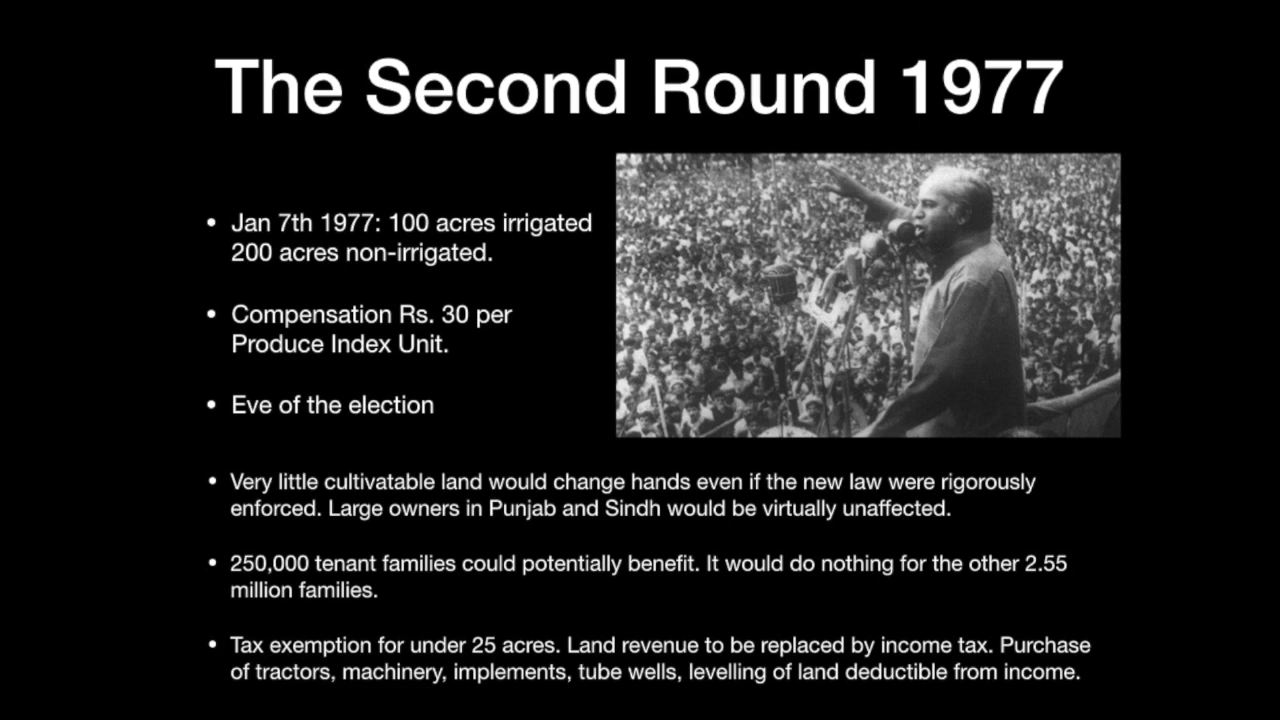 The Second Round 1977
• Jan 7th 1977: 100 acres irrigated
200 acres non-irrigated.
• Compensation Rs. 30 per
Produce Index Unit.
• Eve of the election
• Very little cultivatable land would change hands even if the new law were rigorously
enforced. Large owners in Punjab and Sindh would be virtually unaffected.
• 250,000 tenant families could potentially benefit. It would do nothing for the other 2.55
million families.
• Tax exemption for under 25 acres. Land revenue to be replaced by income tax. Purchase
of tractors, machinery, implements, tube wells, levelling of land deductible from income.